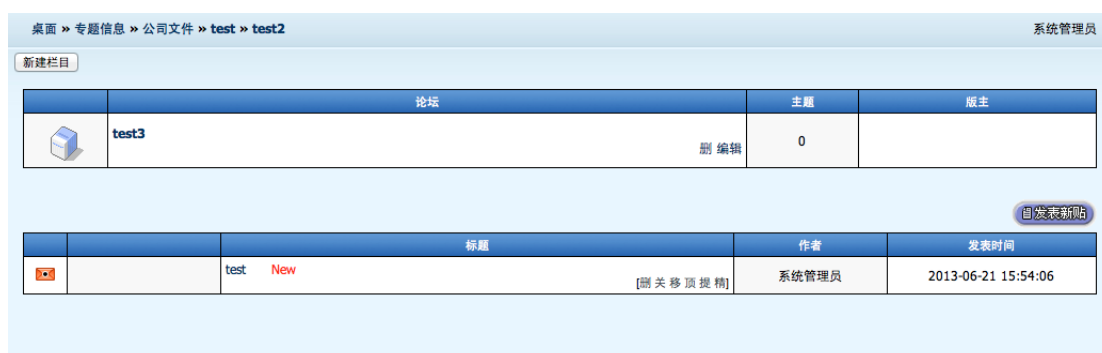 桌面 » 专题信息 » 公司文件 » test » test2 系统管理员
新建栏目
论坛 主题 版主
test3 删 编辑 0
发表新贴
标题 作者 发表时间
test New [删 关 移 顶 提 精] 系统管理员 2013-06-21 15:54:06